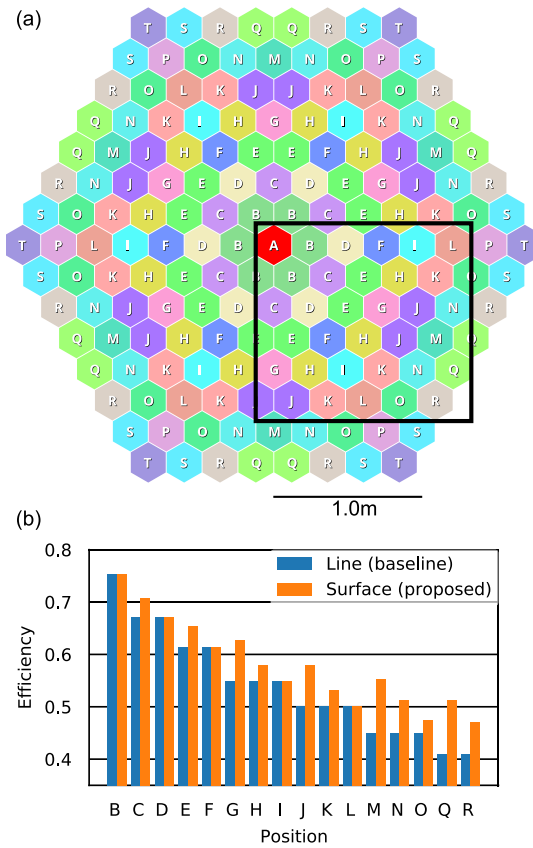 (a)
T S R Q Q R S T
S P O N M N O P S
R O L K J J K L O R
Q N K I H G H I K N Q
Q M J H F E E F H J M Q
R N J G E D C D E G J N R
S O K H E C B B C E H K O S
T P L I F D B A B D F I L P T
S O K H E C B B C E H K O S
R N J G E D C D E G J N R
Q M J H F E E F H J M Q
Q N K I H G H I K N Q
R O L K J J K L O R
S P O N M N O P S
T S R Q Q R S T
1.0m
(b)
Line (baseline)
Surface (proposed)
0.8
0.7
0.6
0.5
0.4
Efficiency
B C D E F G H I J K L M N O Q R
Position